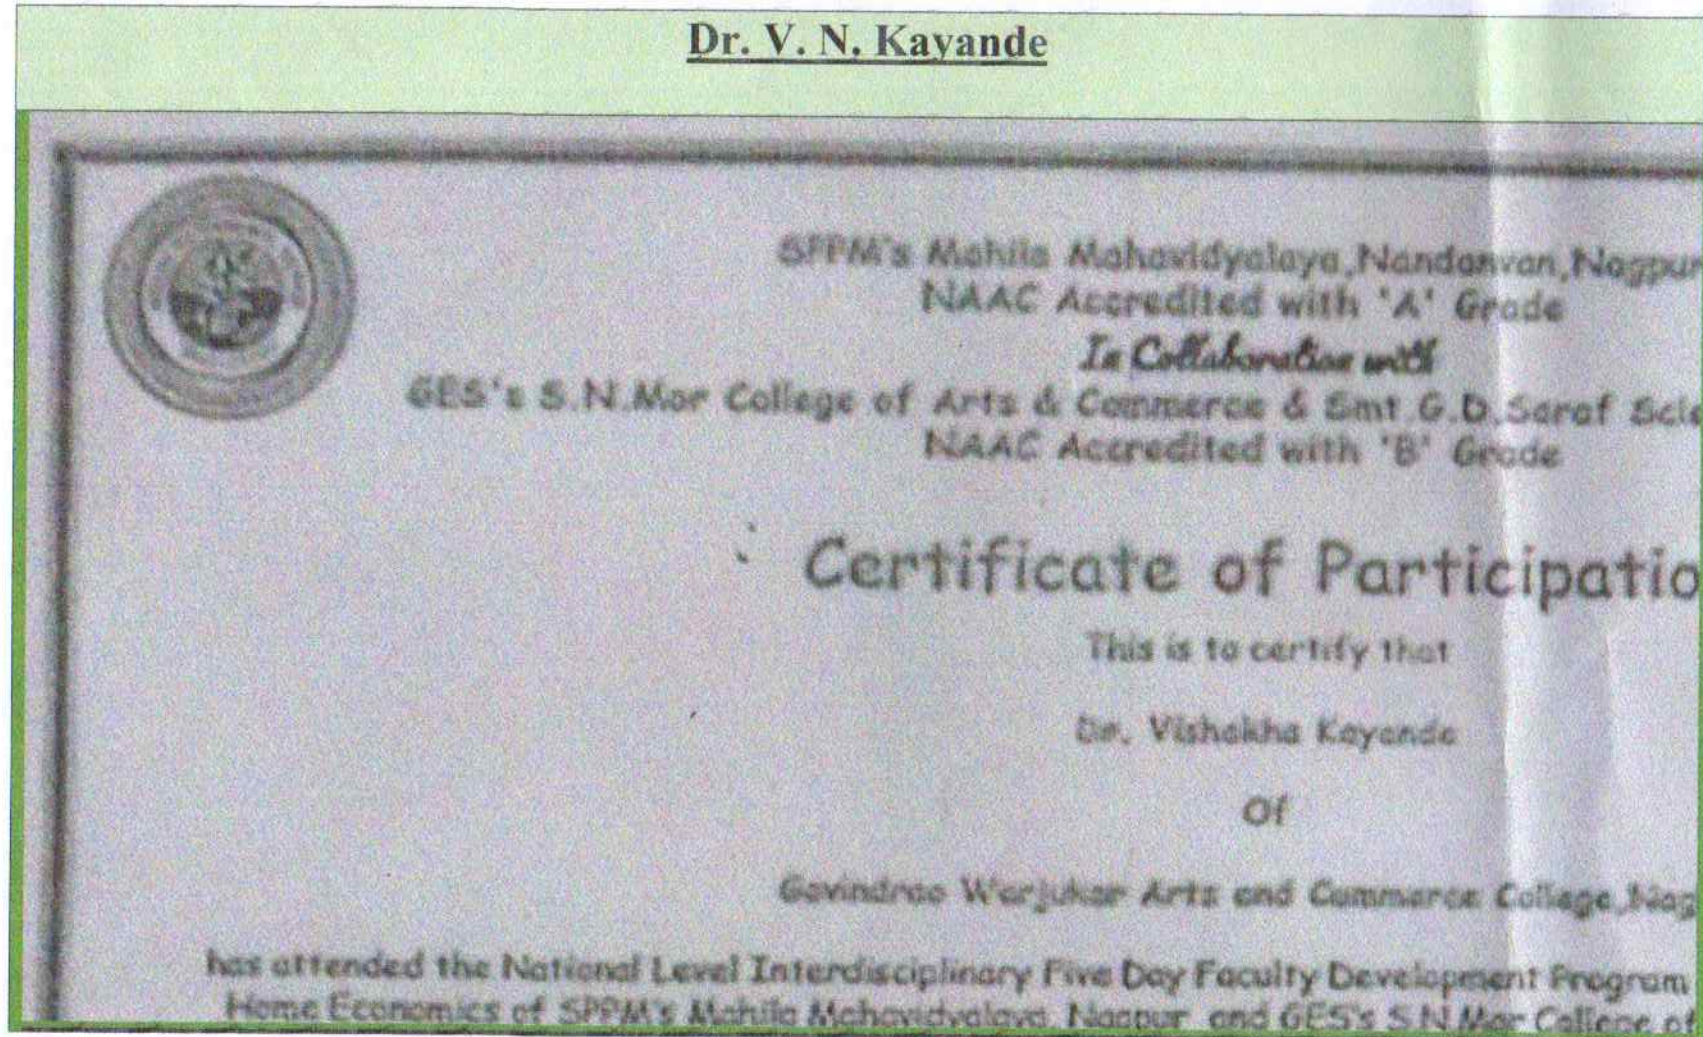 Dr. V. N. Kayande
SPPM's Mahila Mahavidyalaya,Nandanvan,Nagpur
NAAC Accredited with 'A' Grade
In Collaboration with
GES's S.N.Mor College of Arts & Commerce & Smt G.D.Saraf Scie
NAAC Accredited with 'B' Grade
Certificate of Participatio
This is to certify that
Dr. Vishakha Kayande
Of
Govindrao Warjukar Arts and Commerce College,Nag
has attended the National Level Interdisciplinary Five Day Faculty Development Program
Home Economics of SPPM's Mahila Mahavidyalaya, Nagpur and GES's S.N.Mor College of